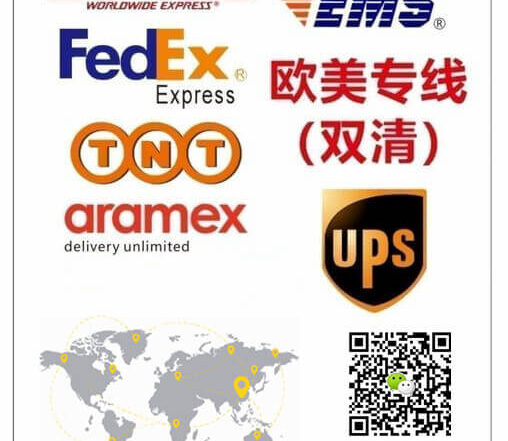 WORLDWIDE EXPRESS®
EMS®
FedEx®
Express
欧美专线
(双清)
TNT
aramex
delivery unlimited
UPS